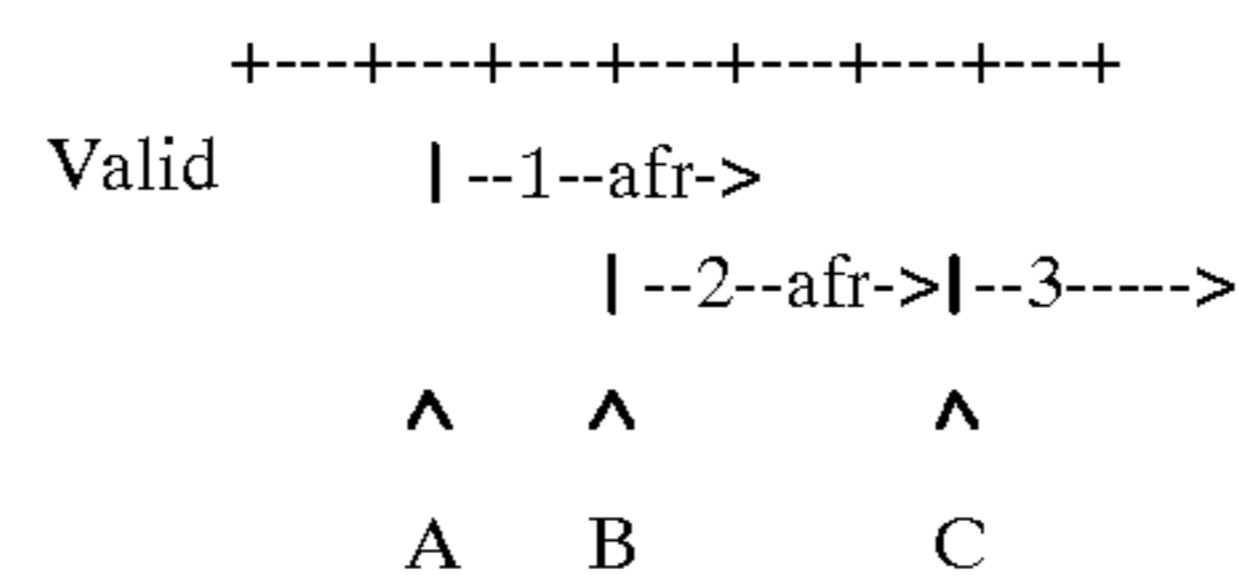 +---+---+---+---+---+---+---+
Valid | --1--afr->
| --2--afr->|--3----->
^ ^ ^
A B C